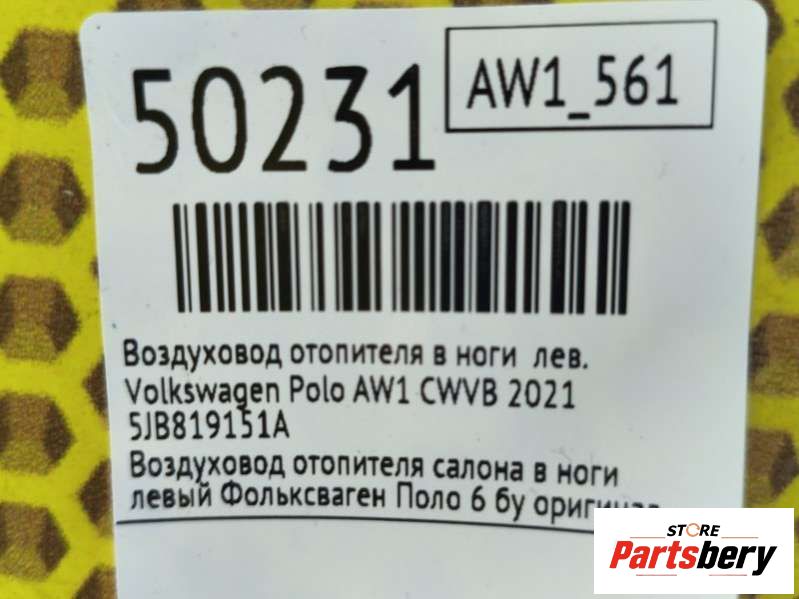 50231
AW1_561
Воздуховод отопителя в ноги лев.
Volkswagen Polo AW1 CWVB 2021
5JB819151A
Воздуховод отопителя салона в ноги
левый Фольксваген Поло 6 бу
STORE
Partsbery